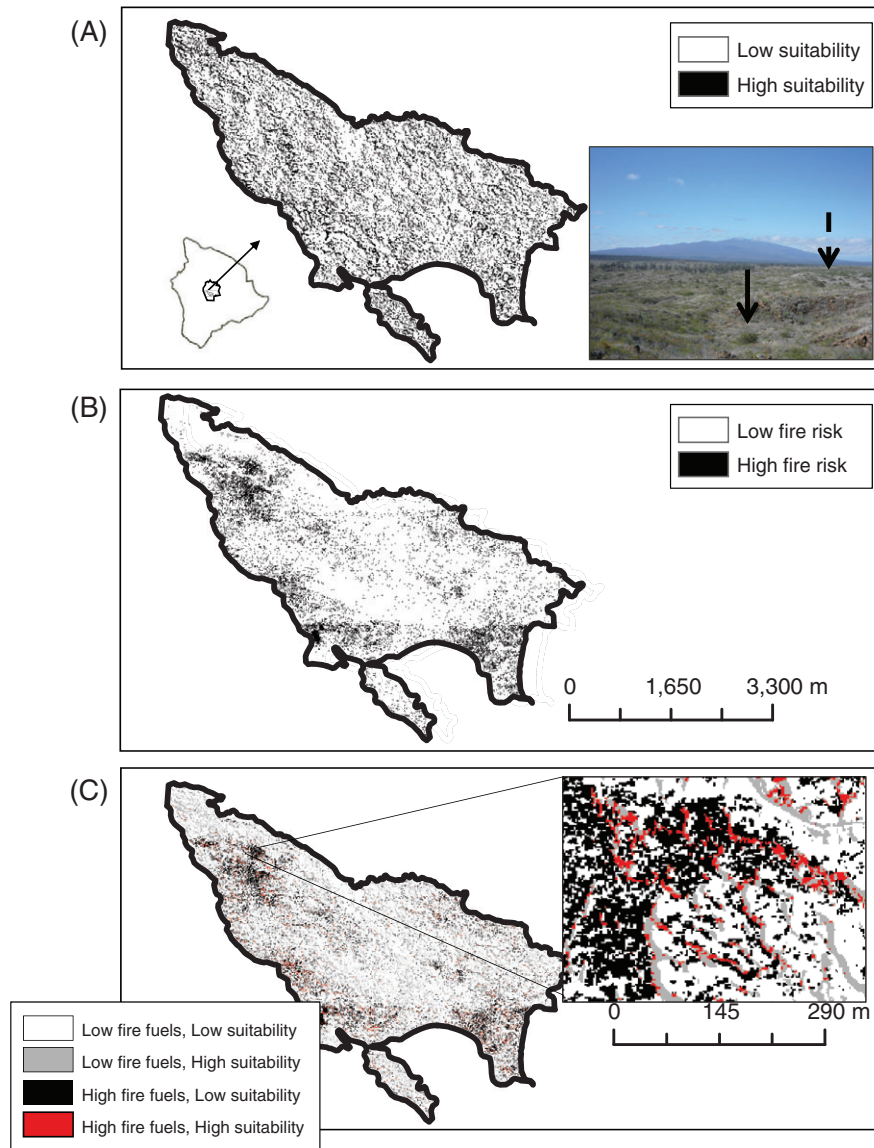 (A)
Low suitability
High suitability
(B)
Low fire risk
High fire risk
0 1,650 3,300 m
(C)
0 145 290 m
Low fire fuels, Low suitability
Low fire fuels, High suitability
High fire fuels, Low suitability
High fire fuels, High suitability